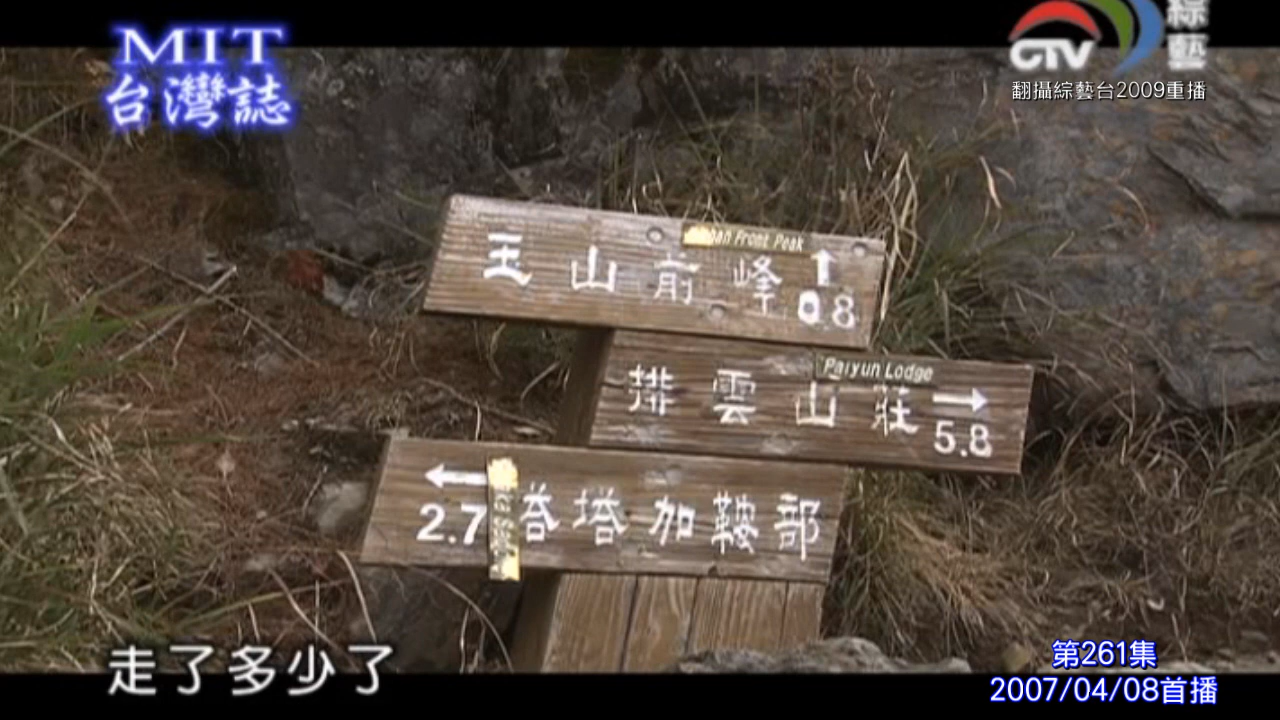 MIT
台灣誌
CTV
綜藝
翻攝綜藝台2009重播
Front Peak
玉山前峰
0.8
Paiyun Lodge
排雲山莊
5.8
2.7 塔塔加鞍部
走了多少了
第261集
2007/04/08首播